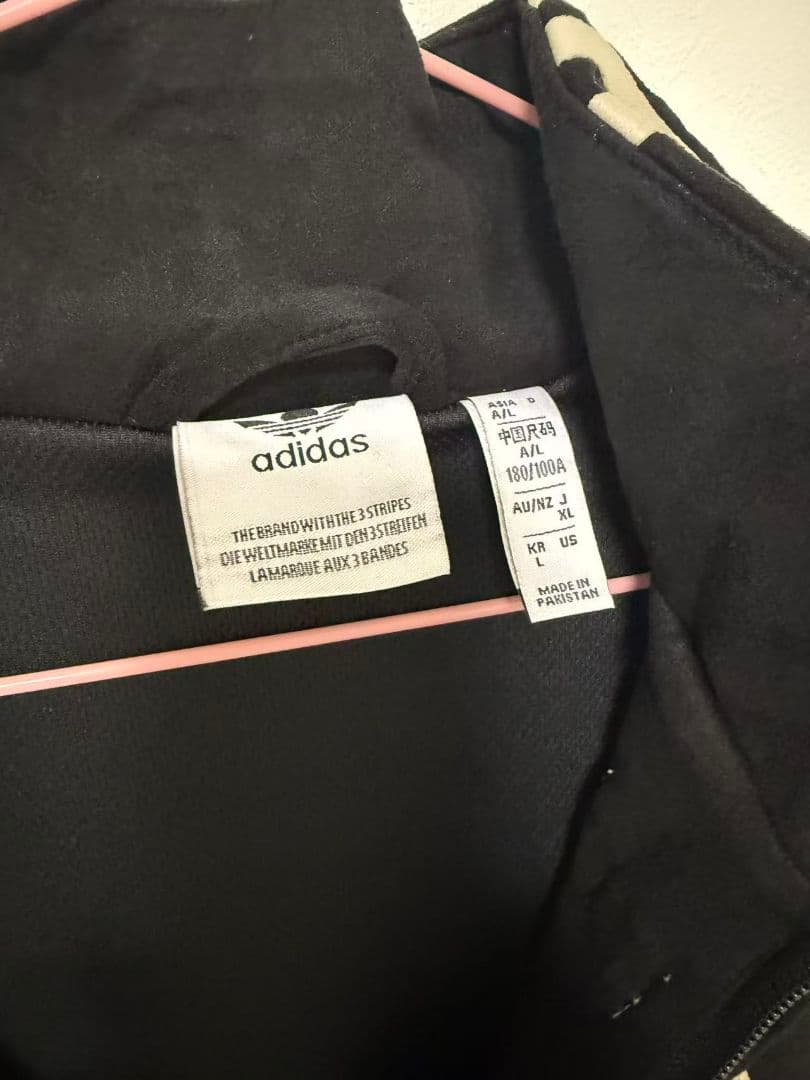 adidas
THE BRAND WITH THE 3 STRIPES
DIE WELTMARKE MIT DEN 3 STREIFEN
LA MARQUE AUX 3 BANDES
ASIA D
A/L
中国尺码
A/L
180/100A
AU/NZ J
XL
KR US
L
MADE IN
PAKISTAN